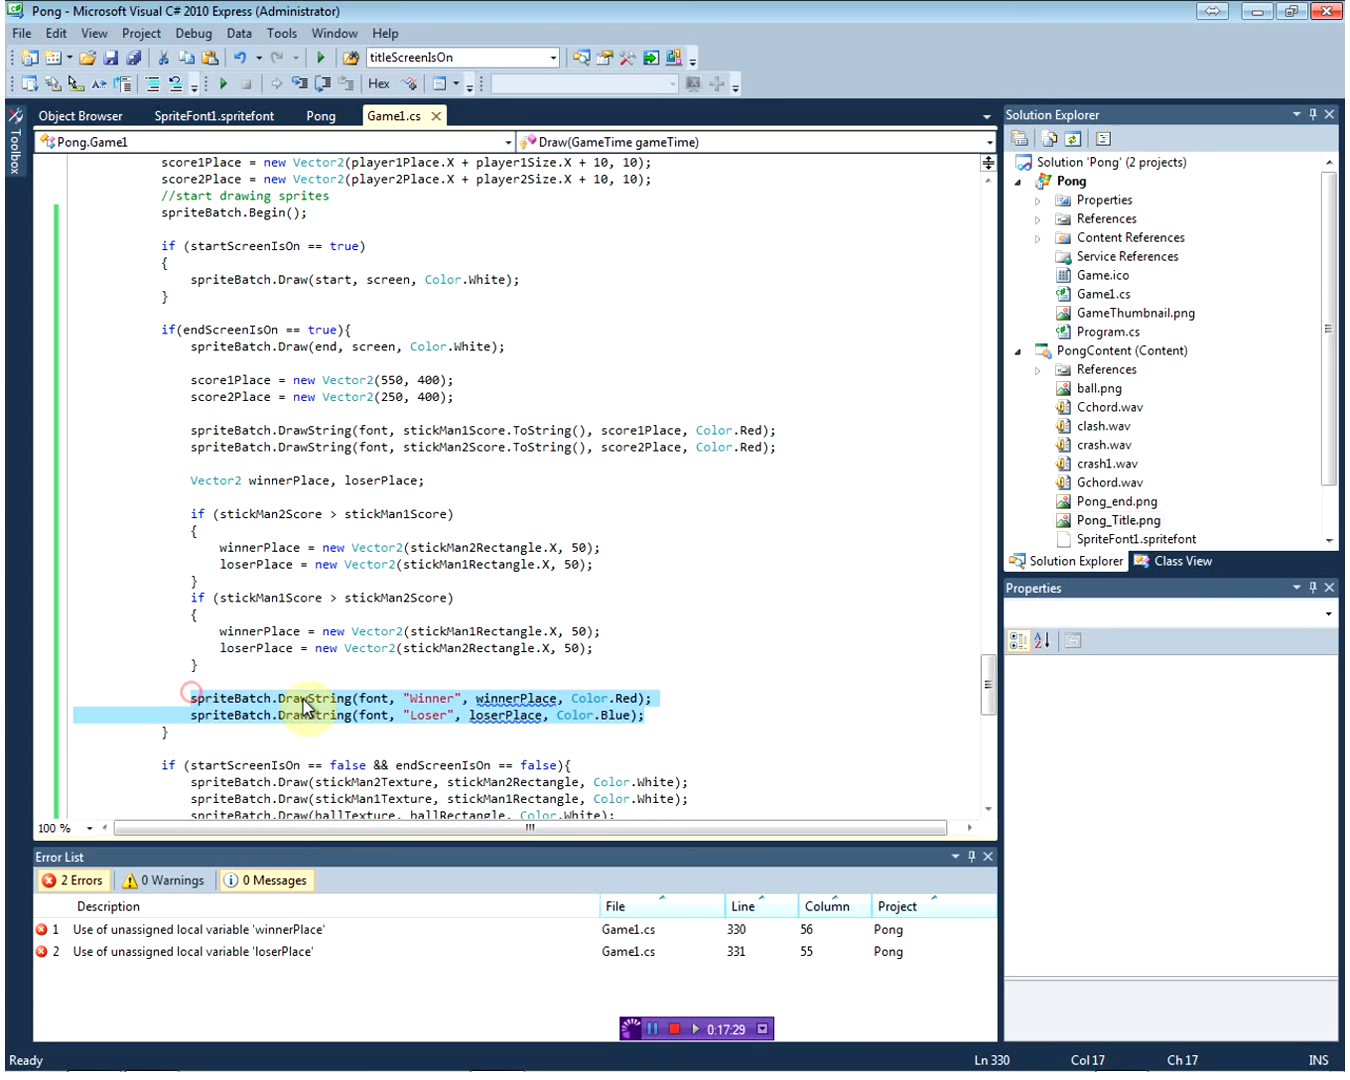 Pong - Microsoft Visual C# 2010 Express (Administrator)
File Edit View Project Debug Data Tools Window Help
titleScreenIsOn
Hex
Object Browser SpriteFont1.spritefont Pong Game1.cs
Toolbox
Pong.Game1 Draw(GameTime gameTime)
score1Place = new Vector2(player1Place.X + player1Size.X + 10, 10);
score2Place = new Vector2(player2Place.X + player2Size.X + 10, 10);
//start drawing sprites
spriteBatch.Begin();
if (startScreenIsOn == true)
{
spriteBatch.Draw(start, screen, Color.White);
}
if(endScreenIsOn == true){
spriteBatch.Draw(end, screen, Color.White);
score1Place = new Vector2(550, 400);
score2Place = new Vector2(250, 400);
spriteBatch.DrawString(font, stickMan1Score.ToString(), score1Place, Color.Red);
spriteBatch.DrawString(font, stickMan2Score.ToString(), score2Place, Color.Red);
Vector2 winnerPlace, loserPlace;
if (stickMan2Score > stickMan1Score)
{
winnerPlace = new Vector2(stickMan2Rectangle.X, 50);
loserPlace = new Vector2(stickMan1Rectangle.X, 50);
}
if (stickMan1Score > stickMan2Score)
{
winnerPlace = new Vector2(stickMan1Rectangle.X, 50);
loserPlace = new Vector2(stickMan2Rectangle.X, 50);
}
spriteBatch.DrawString(font, "Winner", winnerPlace, Color.Red);
spriteBatch.DrawString(font, "Loser", loserPlace, Color.Blue);
}
if (startScreenIsOn == false && endScreenIsOn == false){
spriteBatch.Draw(stickMan2Texture, stickMan2Rectangle, Color.White);
spriteBatch.Draw(stickMan1Texture, stickMan1Rectangle, Color.White);
spriteBatch.Draw(ballTexture, ballRectangle, Color.White);
100 %
Solution Explorer
Solution 'Pong' (2 projects)
Pong
Properties
References
Content References
Service References
Game.ico
Game1.cs
GameThumbnail.png
Program.cs
PongContent (Content)
References
ball.png
Cchord.wav
clash.wav
crash.wav
crash1.wav
Gchord.wav
Pong_end.png
Pong_Title.png
SpriteFont1.spritefont
Solution Explorer Class View
Properties
Error List
2 Errors 0 Warnings 0 Messages
Description File Line Column Project
1 Use of unassigned local variable 'winnerPlace' Game1.cs 330 56 Pong
2 Use of unassigned local variable 'loserPlace' Game1.cs 331 55 Pong
0:17:29
Ready Ln 330 Col 17 Ch 17 INS